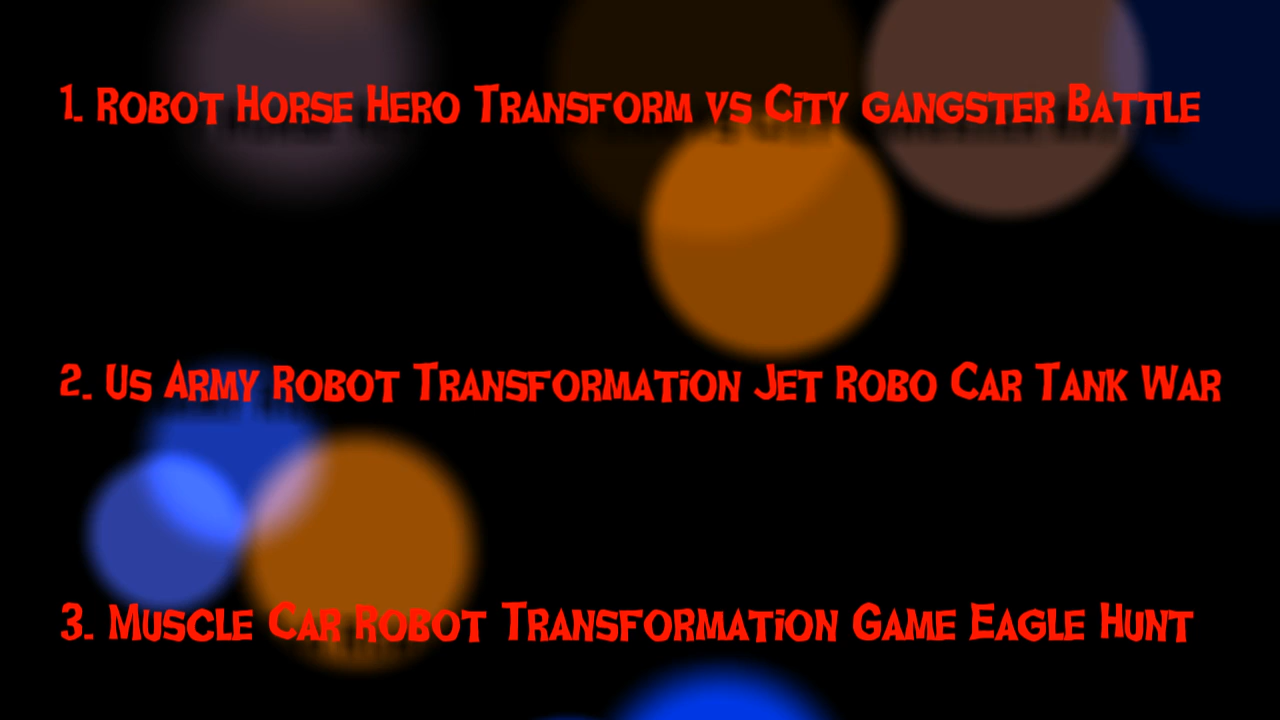 1. Robot Horse Hero Transform vs City gangster Battle
2. Us Army Robot Transformation Jet Robo Car Tank War
3. Muscle Car Robot Transformation Game Eagle Hunt